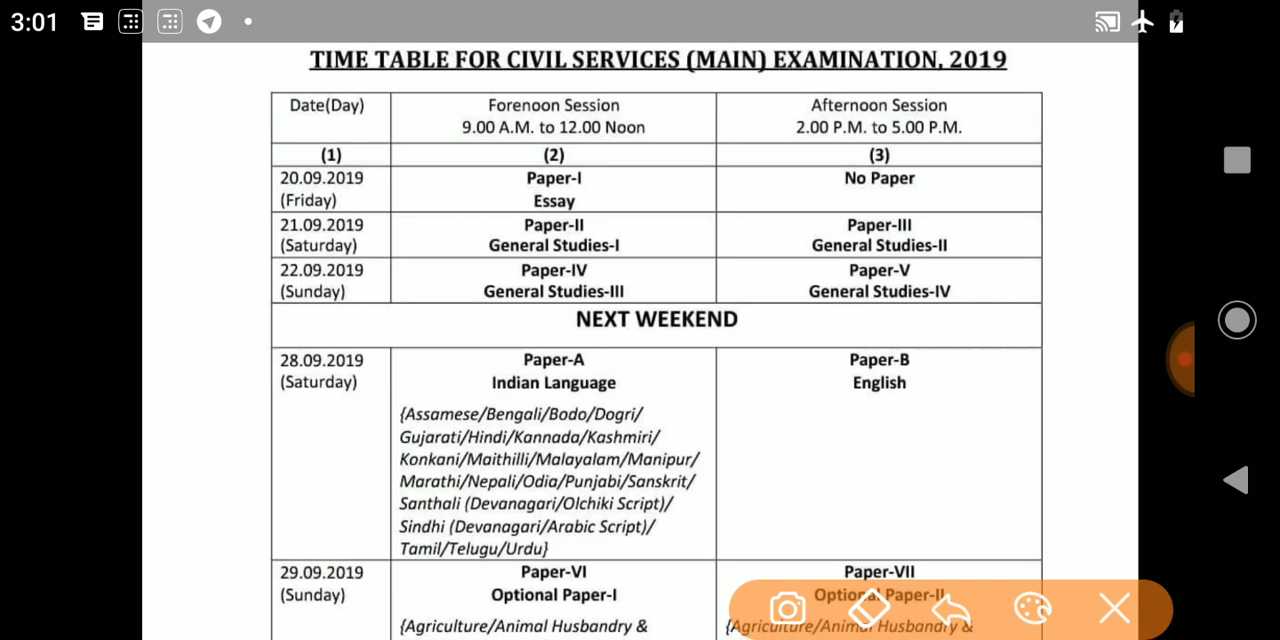 3:01
TIME TABLE FOR CIVIL SERVICES (MAIN) EXAMINATION, 2019
Date(Day)
Forenoon Session
9.00 A.M. to 12.00 Noon
Afternoon Session
2.00 P.M. to 5.00 P.M.
(1)
(2)
(3)
20.09.2019
(Friday)
Paper-I
Essay
No Paper
21.09.2019
(Saturday)
Paper-II
General Studies-I
Paper-III
General Studies-II
22.09.2019
(Sunday)
Paper-IV
General Studies-III
Paper-V
General Studies-IV
NEXT WEEKEND
28.09.2019
(Saturday)
Paper-A
Indian Language
{Assamese/Bengali/Bodo/Dogri/
Gujarati/Hindi/Kannada/Kashmiri/
Konkani/Maithilli/Malayalam/Manipur/
Marathi/Nepali/Odia/Punjabi/Sanskrit/
Santhali (Devanagari/Olchiki Script)/
Sindhi (Devanagari/Arabic Script)/
Tamil/Telugu/Urdu}
Paper-B
English
29.09.2019
(Sunday)
Paper-VI
Optional Paper-I
{Agriculture/Animal Husbandry &
Paper-VII
Optional Paper-II
{Agriculture/Animal Husbandry &